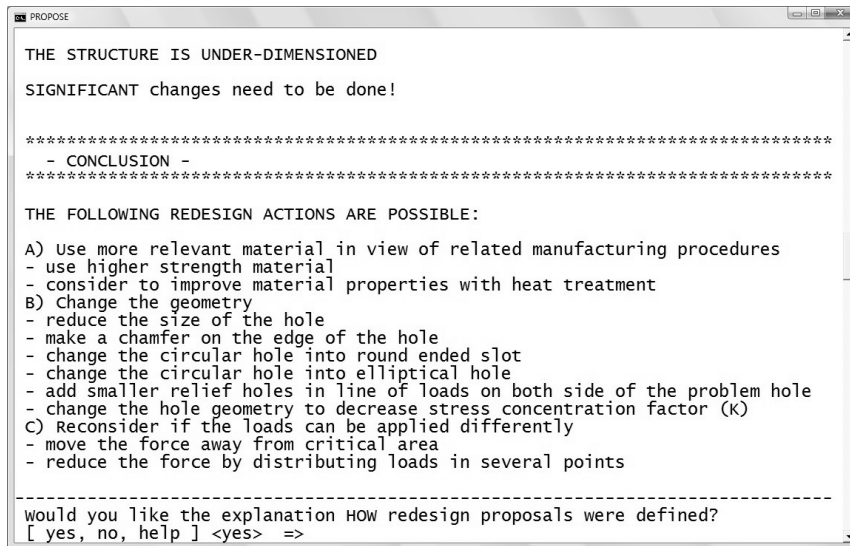 PROPOSE
THE STRUCTURE IS UNDER-DIMENSIONED
SIGNIFICANT changes need to be done!
******************************************************************************
- CONCLUSION -
******************************************************************************
THE FOLLOWING REDESIGN ACTIONS ARE POSSIBLE:
A) Use more relevant material in view of related manufacturing procedures
- use higher strength material
- consider to improve material properties with heat treatment
B) Change the geometry
- reduce the size of the hole
- make a chamfer on the edge of the hole
- change the circular hole into round ended slot
- change the circular hole into elliptical hole
- add smaller relief holes in line of loads on both side of the problem hole
- change the hole geometry to decrease stress concentration factor (K)
C) Reconsider if the loads can be applied differently
- move the force away from critical area
- reduce the force by distributing loads in several points
-------------------------------------------------------------------------------
Would you like the explanation HOW redesign proposals were defined?
[ yes, no, help ] <yes> =>